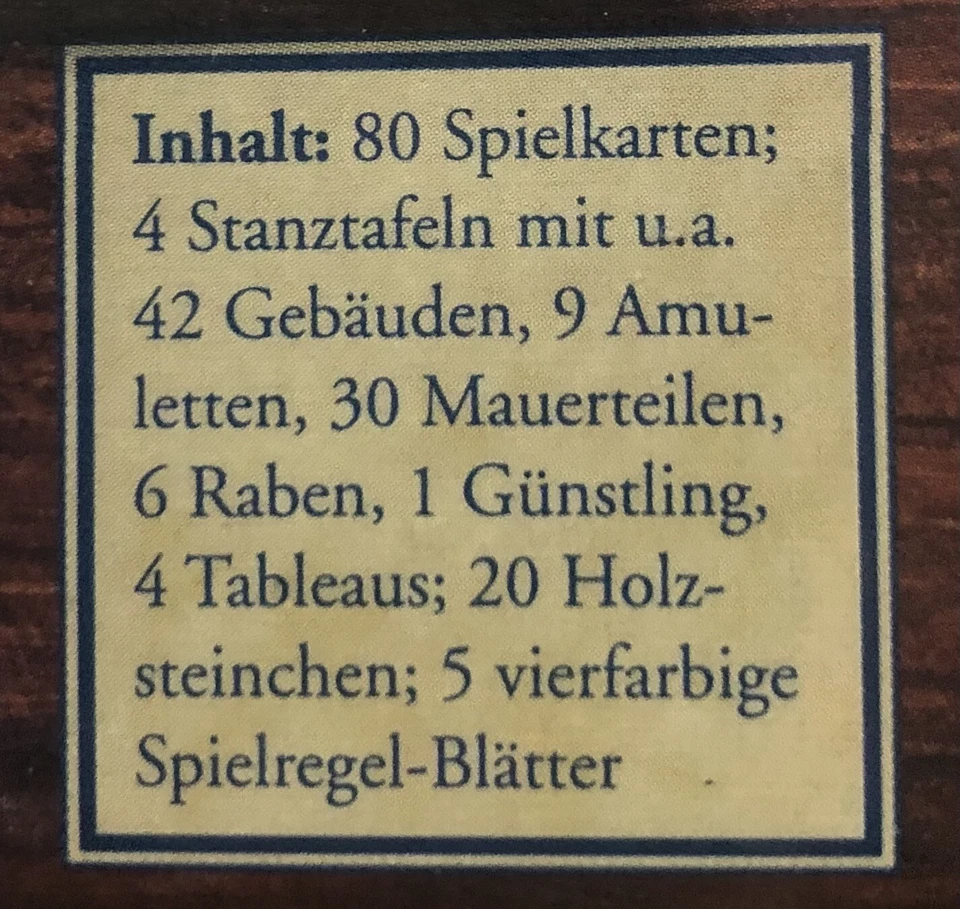 Inhalt: 80 Spielkarten;
4 Stanztafeln mit u.a.
42 Gebäuden, 9 Amu-
letten, 30 Mauerteilen,
6 Raben, 1 Günstling,
4 Tableaus; 20 Holz-
steinchen; 5 vierfarbige
Spielregel-Blätter